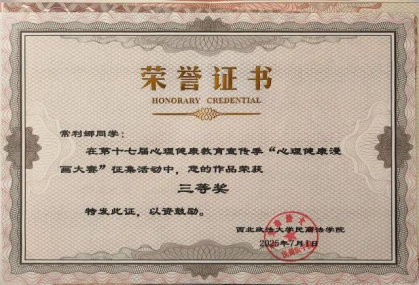 荣誉证书
HONORARY CREDENTIAL
常利娜同学：
在第十七届心理健康教育宣传季“心理健康漫
画大赛”征集活动中，您的作品荣获
三等奖
特发此证，以资鼓励。
西北政法大学民商法学院
2025年7月1日